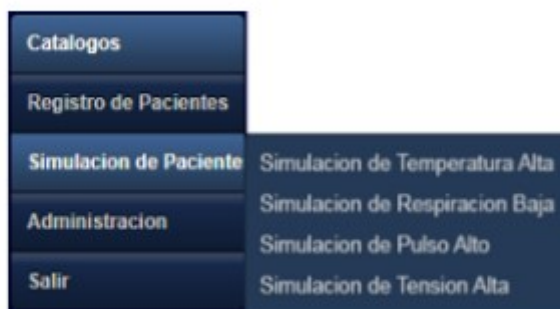 Catalogos
Registro de Pacientes
Simulacion de Paciente
Simulacion de Temperatura Alta
Simulacion de Respiracion Baja
Simulacion de Pulso Alto
Simulacion de Tension Alta
Administracion
Salir